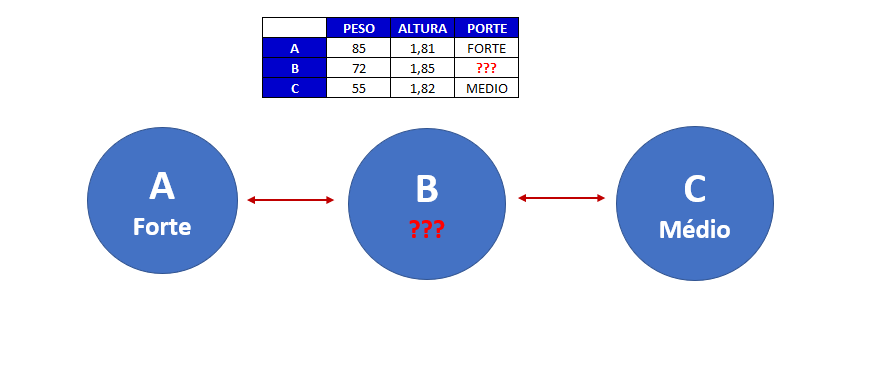 PESO ALTURA PORTE
A 85 1,81 FORTE
B 72 1,85 ???
C 55 1,82 MEDIO
A
Forte
B
???
C
Médio